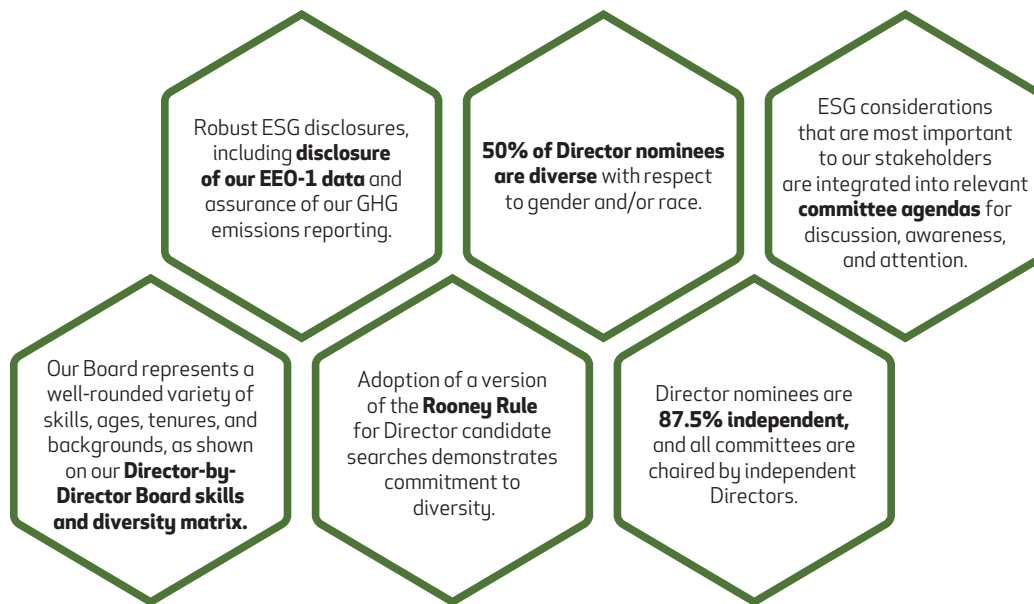 Robust ESG disclosures,
including disclosure
of our EEO-1 data and
assurance of our GHG
emissions reporting.
50% of Director nominees
are diverse with respect
to gender and/or race.
ESG considerations
that are most important
to our stakeholders
are integrated into relevant
committee agendas for
discussion, awareness,
and attention.
Our Board represents a
well-rounded variety of
skills, ages, tenures, and
backgrounds, as shown
on our Director-by-
Director Board skills
and diversity matrix.
Adoption of a version
of the Rooney Rule
for Director candidate
searches demonstrates
commitment to
diversity.
Director nominees are
87.5% independent,
and all committees are
chaired by independent
Directors.